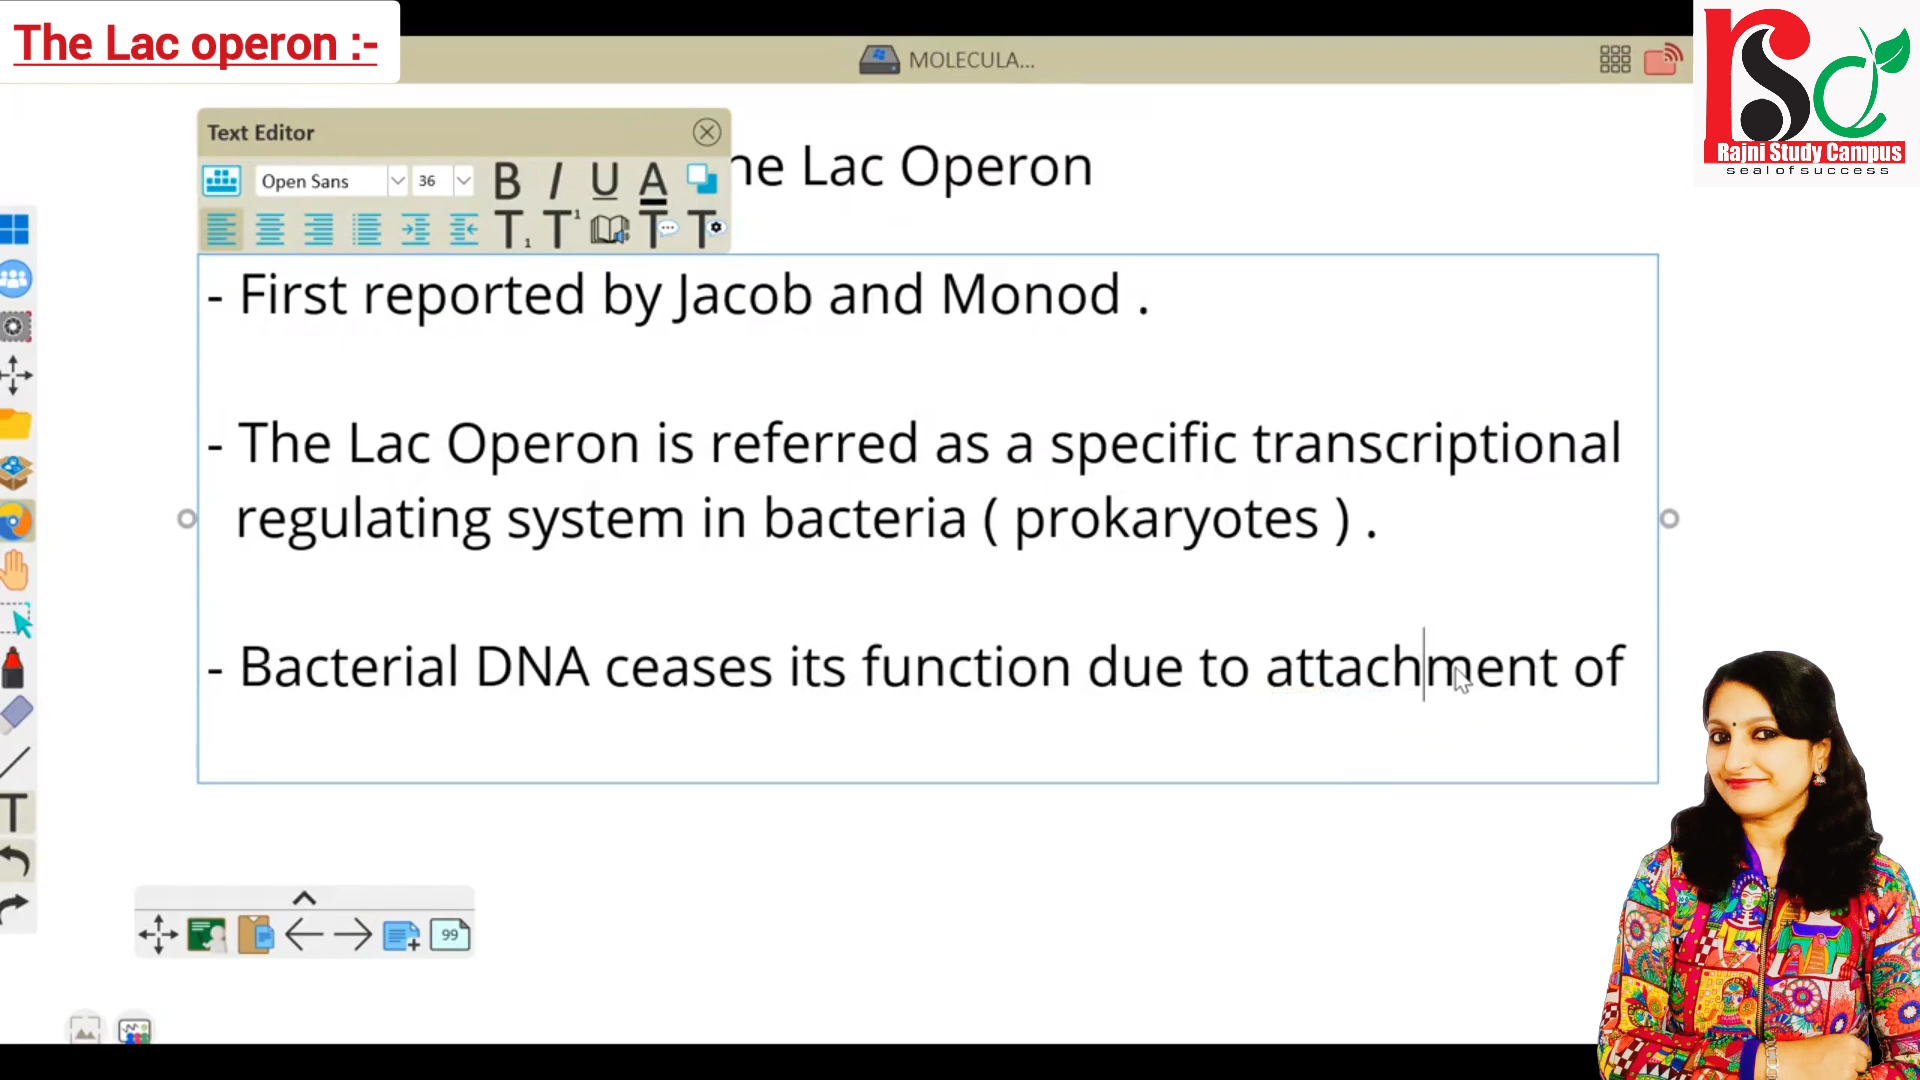 The Lac operon :-
MOLECULA...
Rajni Study Campus
seal of success
Text Editor
he Lac Operon
Open Sans
36
B I U A
- First reported by Jacob and Monod .
- The Lac Operon is referred as a specific transcriptional
regulating system in bacteria ( prokaryotes ) .
- Bacterial DNA ceases its function due to attachment of
99